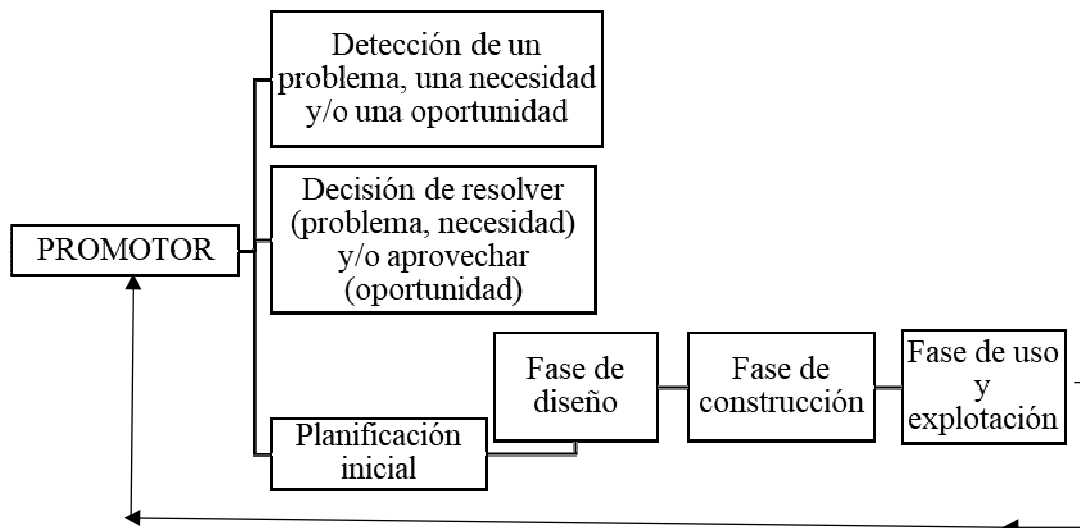 Detección de un
problema, una necesidad
y/o una oportunidad
Decisión de resolver
(problema, necesidad)
y/o aprovechar
(oportunidad)
PROMOTOR
Planificación
inicial
Fase de
diseño
Fase de
construcción
Fase de uso
y
explotación